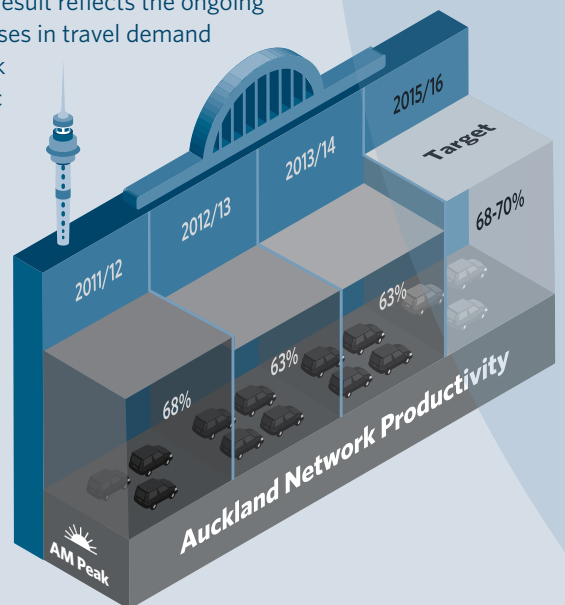 result reflects the ongoing
ses in travel demand
2011/12
2012/13
2013/14
2015/16
Target
68%
63%
63%
68-70%
AM Peak
Auckland Network Productivity